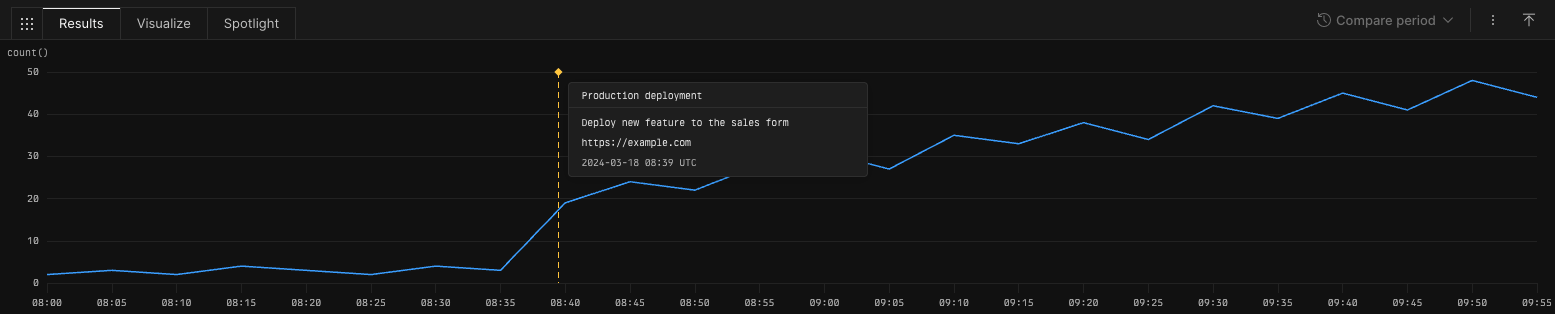 Results Visualize Spotlight Compare period
count()
50
Production deployment
40
Deploy new feature to the sales form
https://example.com
30
2024-03-18 08:39 UTC
20
10
0
08:00 08:05 08:10 08:15 08:20 08:25 08:30 08:35 08:40 08:45 08:50 08:55 09:00 09:05 09:10 09:15 09:20 09:25 09:30 09:35 09:40 09:45 09:50 09:55